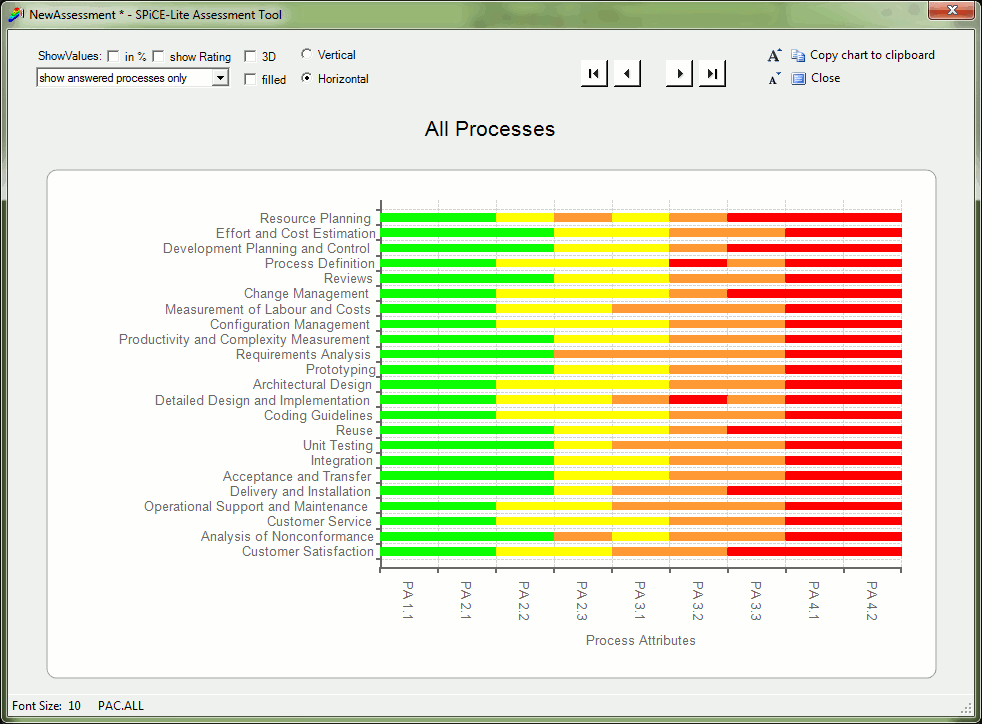 NewAssessment * - SPiCE-Lite Assessment Tool
ShowValues: in % show Rating 3D Vertical
show answered processes only filled Horizontal
A Copy chart to clipboard
A Close
All Processes
Resource Planning
Effort and Cost Estimation
Development Planning and Control
Process Definition
Reviews
Change Management
Measurement of Labour and Costs
Configuration Management
Productivity and Complexity Measurement
Requirements Analysis
Prototyping
Architectural Design
Detailed Design and Implementation
Coding Guidelines
Reuse
Unit Testing
Integration
Acceptance and Transfer
Delivery and Installation
Operational Support and Maintenance
Customer Service
Analysis of Nonconformance
Customer Satisfaction
PA 1.1
PA 2.1
PA 2.2
PA 2.3
PA 3.1
PA 3.2
PA 3.3
PA 4.1
PA 4.2
Process Attributes
Font Size: 10 PAC.ALL